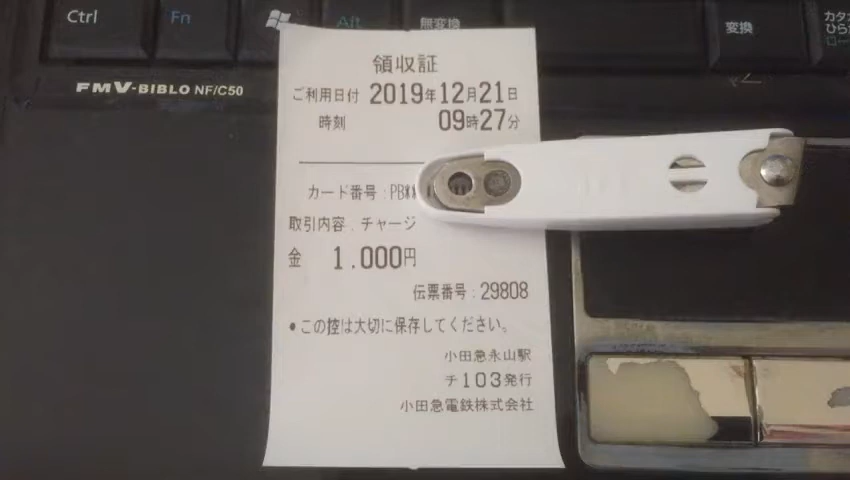 Ctrl
Fn
Alt
無変換
変換
カタカ
ひら
FMV-BIBLO NF/C50
領収証
ご利用日付 2019年12月21日
時刻 09時27分
カード番号:PB
取引内容.チャージ
金 1,000円
伝票番号:29808
•この控は大切に保存してください。
小田急永山駅
チ103発行
小田急電鉄株式会社